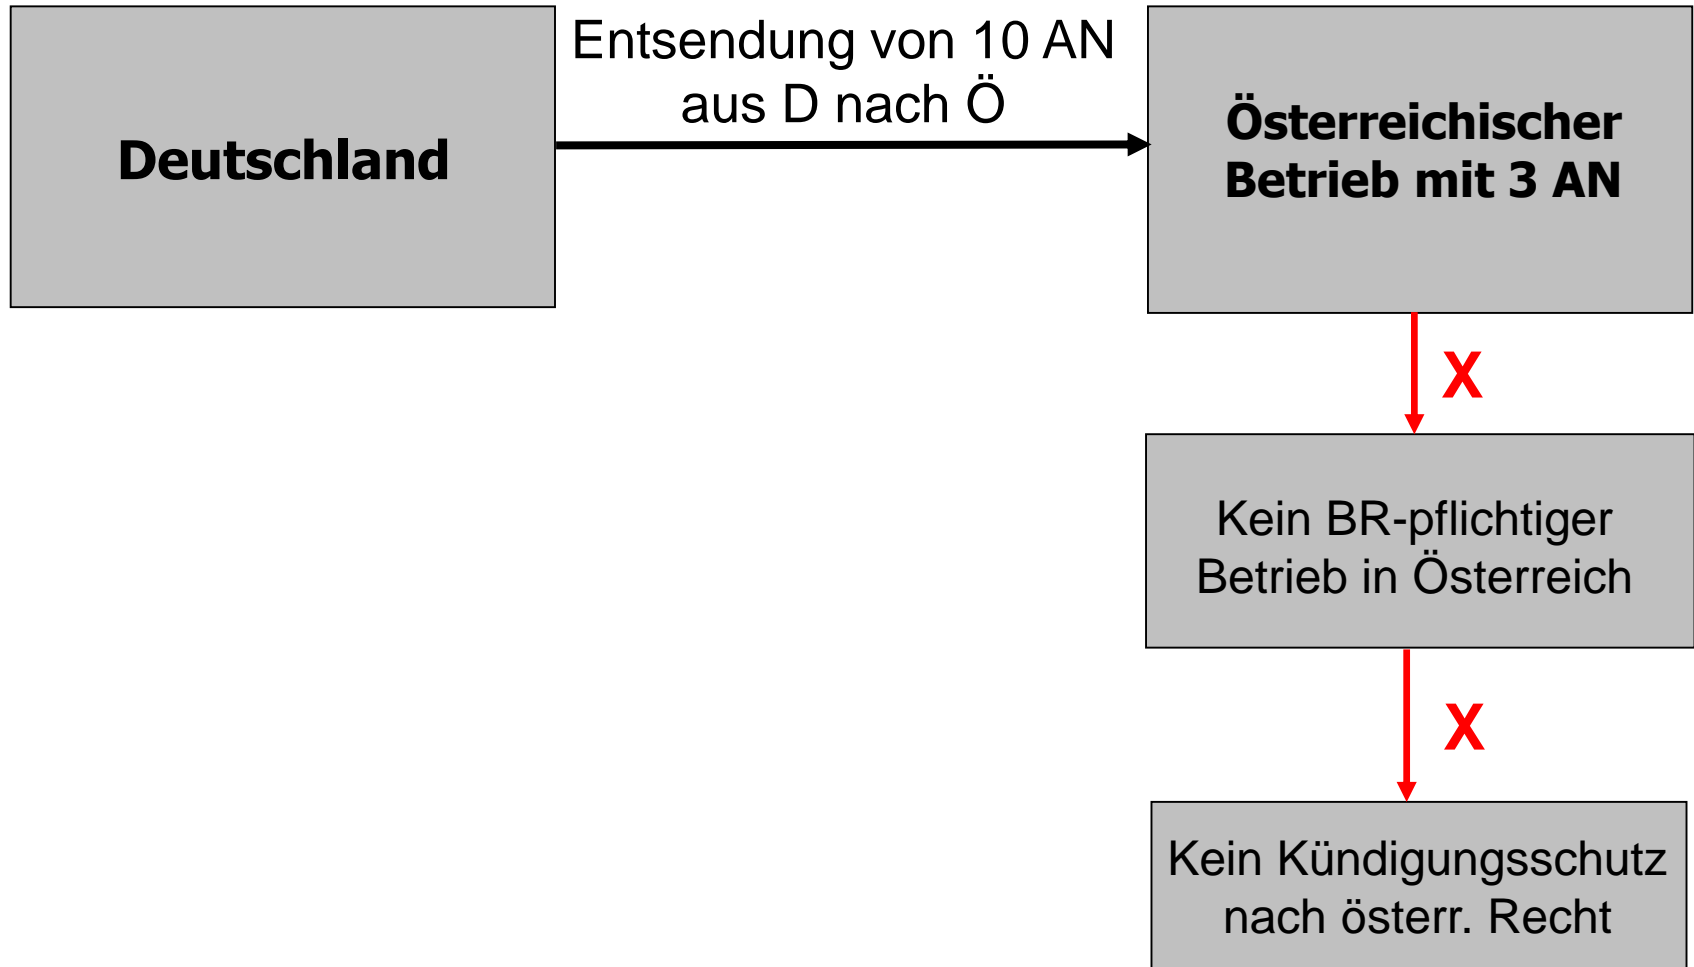 Deutschland
Entsendung von 10 AN
aus D nach Ö
Österreichischer
Betrieb mit 3 AN
X
Kein BR-pflichtiger
Betrieb in Österreich
X
Kein Kündigungsschutz
nach österr. Recht